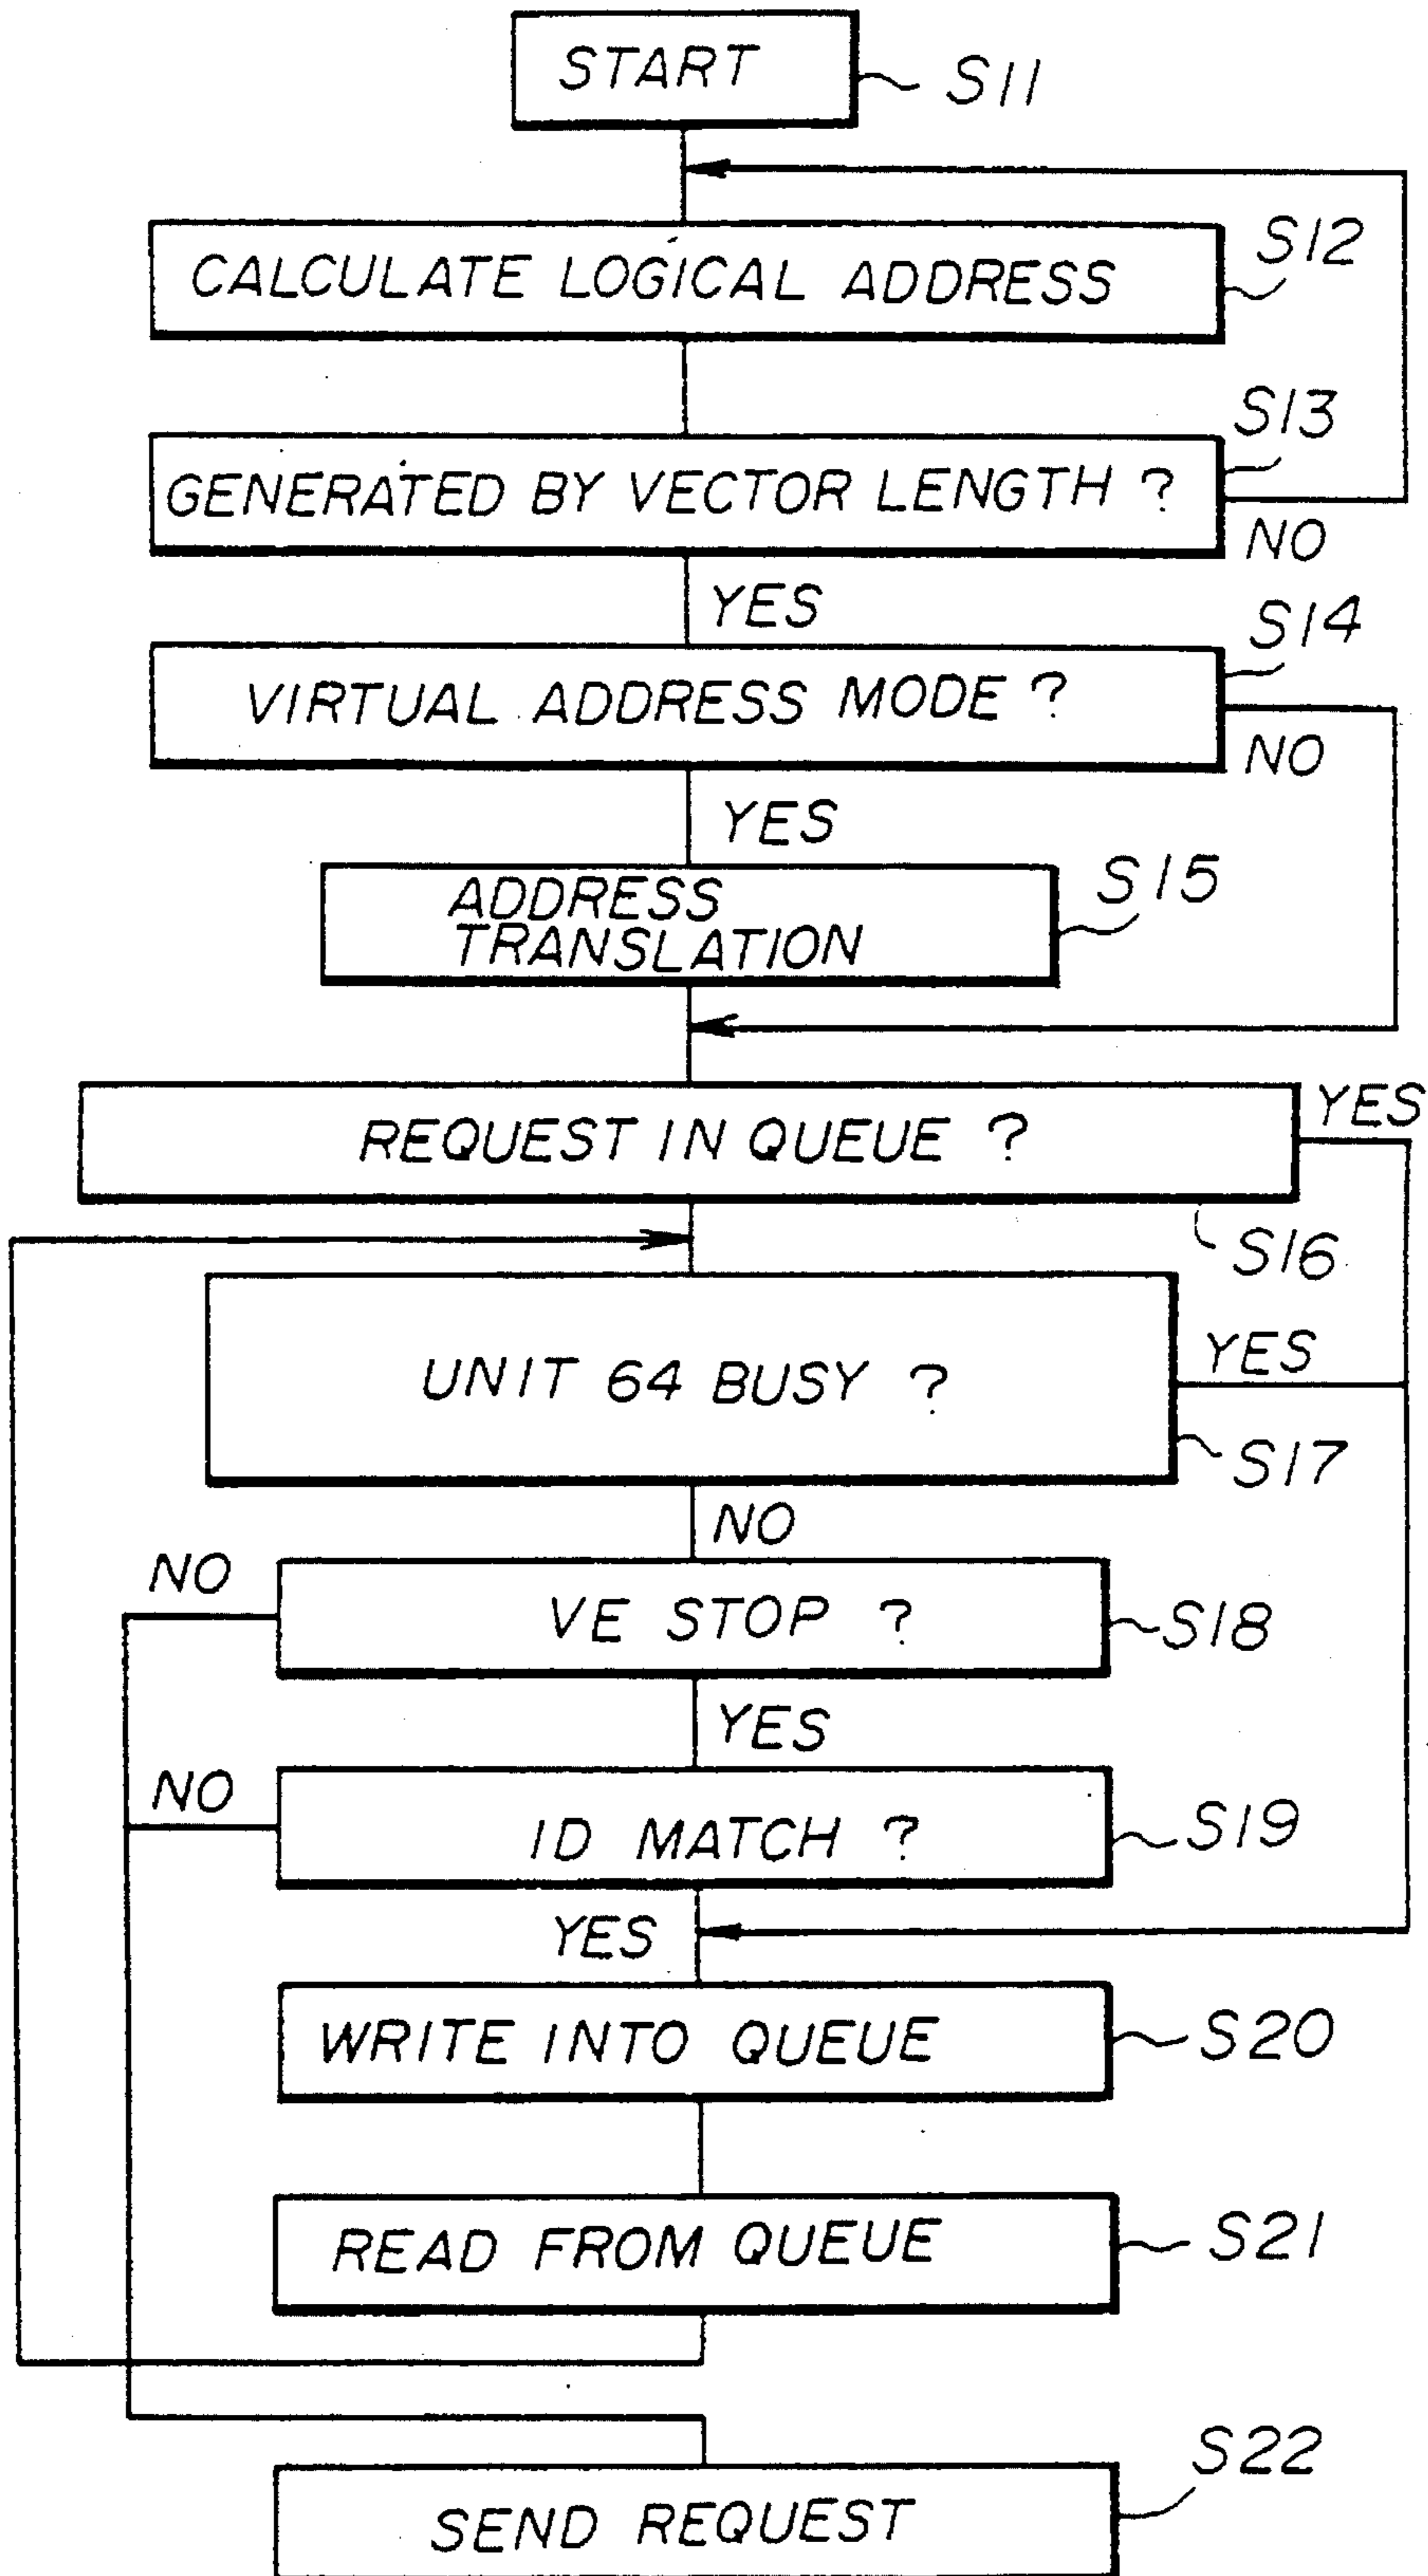 START
S11
S12
CALCULATE LOGICAL ADDRESS
S13
GENERATED BY VECTOR LENGTH ?
NO
YES
S14
VIRTUAL ADDRESS MODE ?
NO
YES
S15
ADDRESS
TRANSLATION
YES
REQUEST IN QUEUE ?
S16
YES
UNIT 64 BUSY ?
S17
NO
NO
VE STOP ?
S18
YES
NO
ID MATCH ?
S19
YES
WRITE INTO QUEUE
S20
READ FROM QUEUE
S21
S22
SEND REQUEST